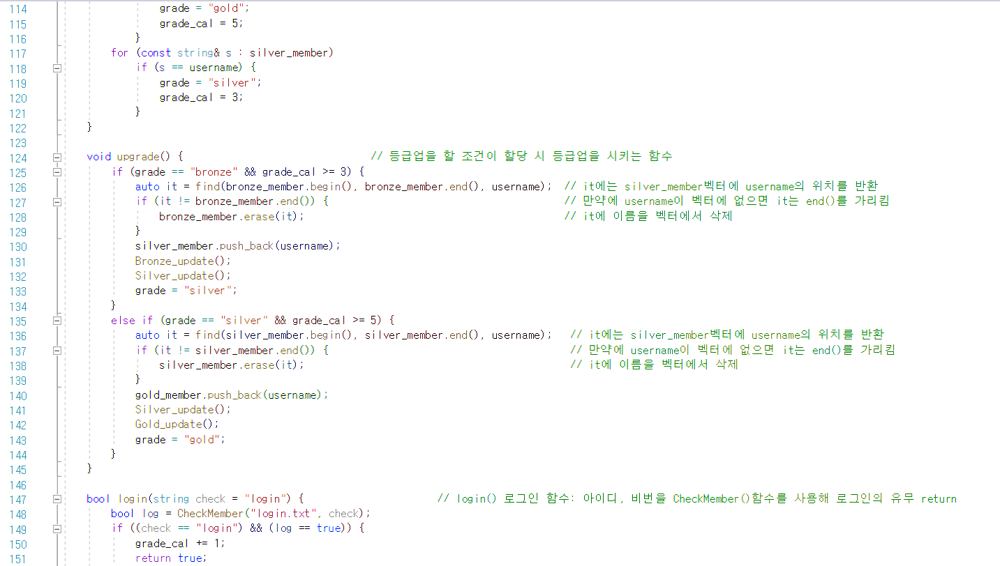 114 grade = "gold";
115 grade_cal = 5;
116 }
117 for (const string& s : silver_member)
118 if (s == username) {
119 grade = "silver";
120 grade_cal = 3;
121 }
122 }
123
124 void upgrade() { // 등급업을 할 조건이 할당 시 등급업을 시키는 함수
125 if (grade == "bronze" && grade_cal >= 3) {
126 auto it = find(bronze_member.begin(), bronze_member.end(), username); // it에는 silver_member벡터에 username의 위치를 반환
127 if (it != bronze_member.end()) { // 만약에 username이 벡터에 없으면 it는 end()를 가리킴
128 bronze_member.erase(it); // it에 이름을 벡터에서 삭제
129 }
130 silver_member.push_back(username);
131 Bronze_update();
132 Silver_update();
133 grade = "silver";
134 }
135 else if (grade == "silver" && grade_cal >= 5) {
136 auto it = find(silver_member.begin(), silver_member.end(), username); // it에는 silver_member벡터에 username의 위치를 반환
137 if (it != silver_member.end()) { // 만약에 username이 벡터에 없으면 it는 end()를 가리킴
138 silver_member.erase(it); // it에 이름을 벡터에서 삭제
139 }
140 gold_member.push_back(username);
141 Silver_update();
142 Gold_update();
143 grade = "gold";
144 }
145 }
146
147 bool login(string check = "login") { // login() 로그인 함수: 아이디, 비번을 CheckMember()함수를 사용해 로그인의 유무 return
148 bool log = CheckMember("login.txt", check);
149 if ((check == "login") && (log == true)) {
150 grade_cal += 1;
151 return true;